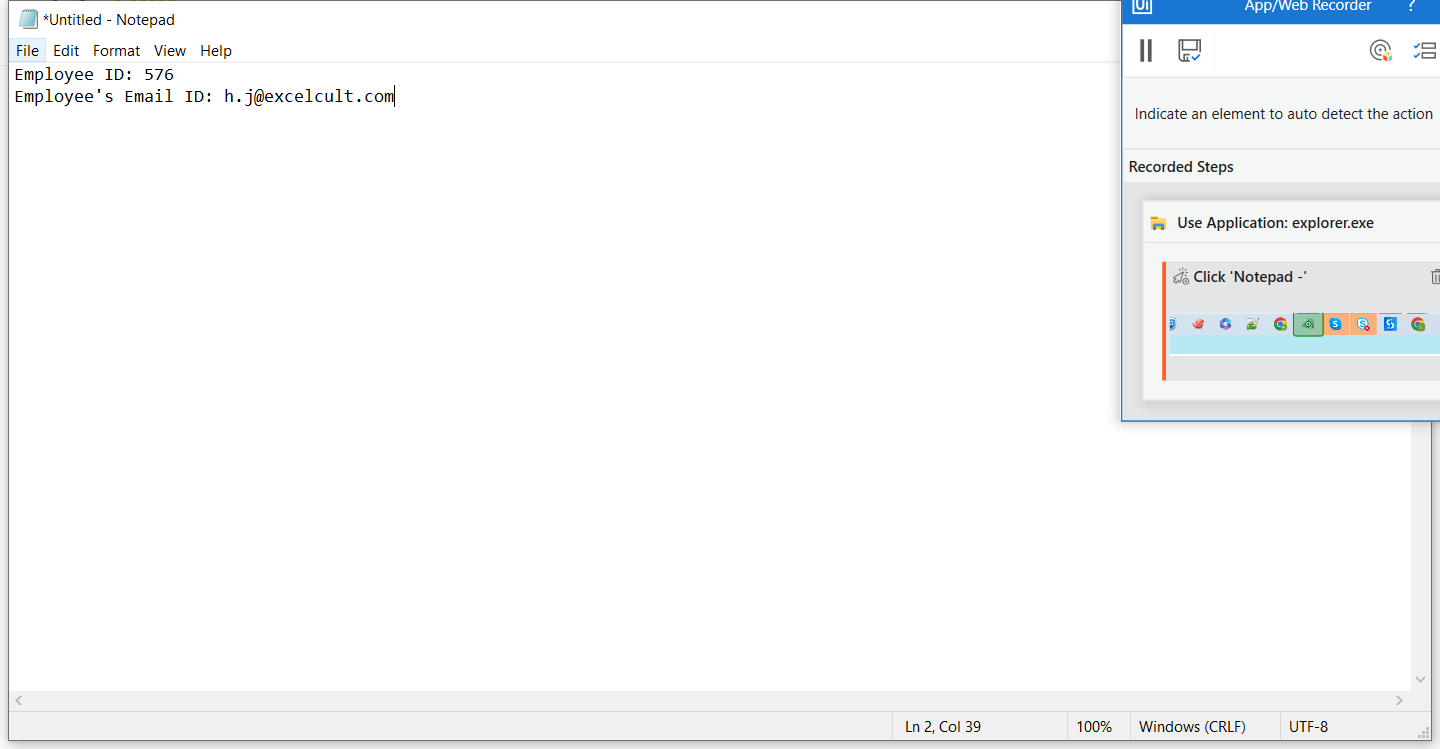 *Untitled - Notepad
File Edit Format View Help
Employee ID: 576
Employee's Email ID: h.j@excelcult.com
Ln 2, Col 39
100%
Windows (CRLF)
UTF-8
Ui
App/Web Recorder
?
Indicate an element to auto detect the action
Recorded Steps
Use Application: explorer.exe
Click 'Notepad -'